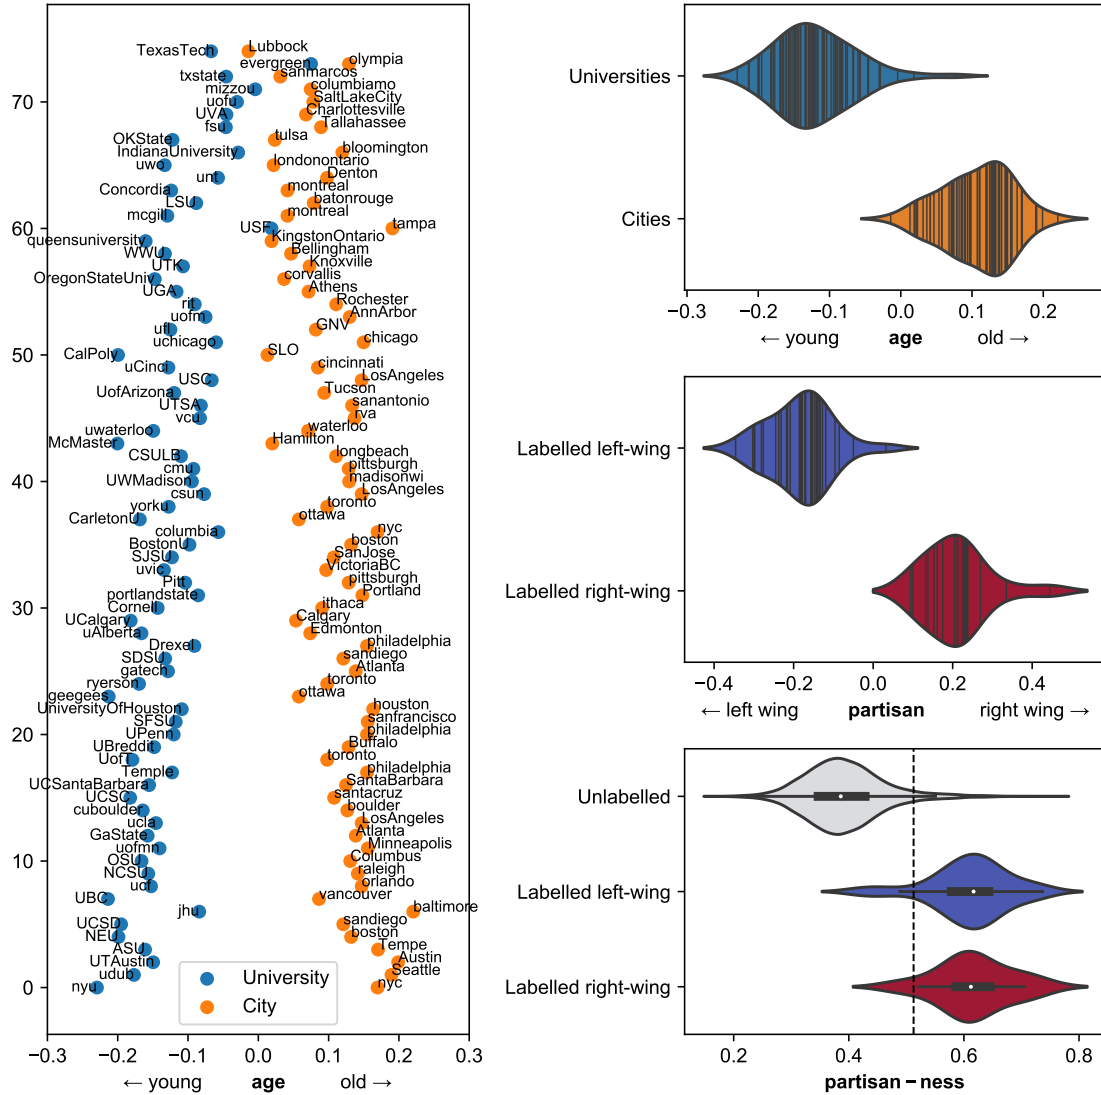 TexasTech Lubbock
evergreen olympia
txstate sanmarcos
mizzou columbiamo
70
uofu SaltLakeCity
UVA Charlottesville
fsu Tallahassee
OKState tulsa
IndianaUniversity bloomington
uwo londonontario
unt Denton
Concordia montreal
LSU batonrouge
mcgill montreal
60
USF tampa
queensuniversity KingstonOntario
WWU Bellingham
UTK Knoxville
OregonStateUniv corvallis
UGA Athens
rit Rochester
uofm AnnArbor
ufl GNV
uchicago chicago
50
CalPoly SLO
uCinci cincinnati
USC LosAngeles
UofArizona Tucson
UTSA sanantonio
vcu rva
uwaterloo waterloo
McMaster Hamilton
CSULB longbeach
cmu pittsburgh
40
UWMadison madisonwi
csun LosAngeles
yorku toronto
CarletonU ottawa
columbia nyc
BostonU boston
SJSU SanJose
uvic VictoriaBC
Pitt pittsburgh
portlandstate Portland
30
Cornell ithaca
UCalgary Calgary
uAlberta Edmonton
Drexel philadelphia
SDSU sandiego
gatech Atlanta
ryerson toronto
geegees ottawa
UniversityOfHouston houston
SFSU sanfrancisco
20
UPenn philadelphia
UBreddit Buffalo
UofT toronto
Temple philadelphia
UCSantaBarbara SantaBarbara
UCSC santacruz
cuboulder boulder
ucla LosAngeles
GaState Atlanta
uofmn Minneapolis
10
OSU Columbus
NCSU raleigh
ucf orlando
UBC vancouver
jhu baltimore
UCSD sandiego
NEU boston
ASU Tempe
UTAustin Austin
udub Seattle
0
nyu nyc
University
City
−0.3 −0.2 −0.1 0.0 0.1 0.2 0.3
← young age old →
Universities
Cities
−0.3 −0.2 −0.1 0.0 0.1 0.2
← young age old →
Labelled left-wing
Labelled right-wing
−0.4 −0.2 0.0 0.2 0.4
← left wing partisan right wing →
Unlabelled
Labelled left-wing
Labelled right-wing
0.2 0.4 0.6 0.8
partisan − ness